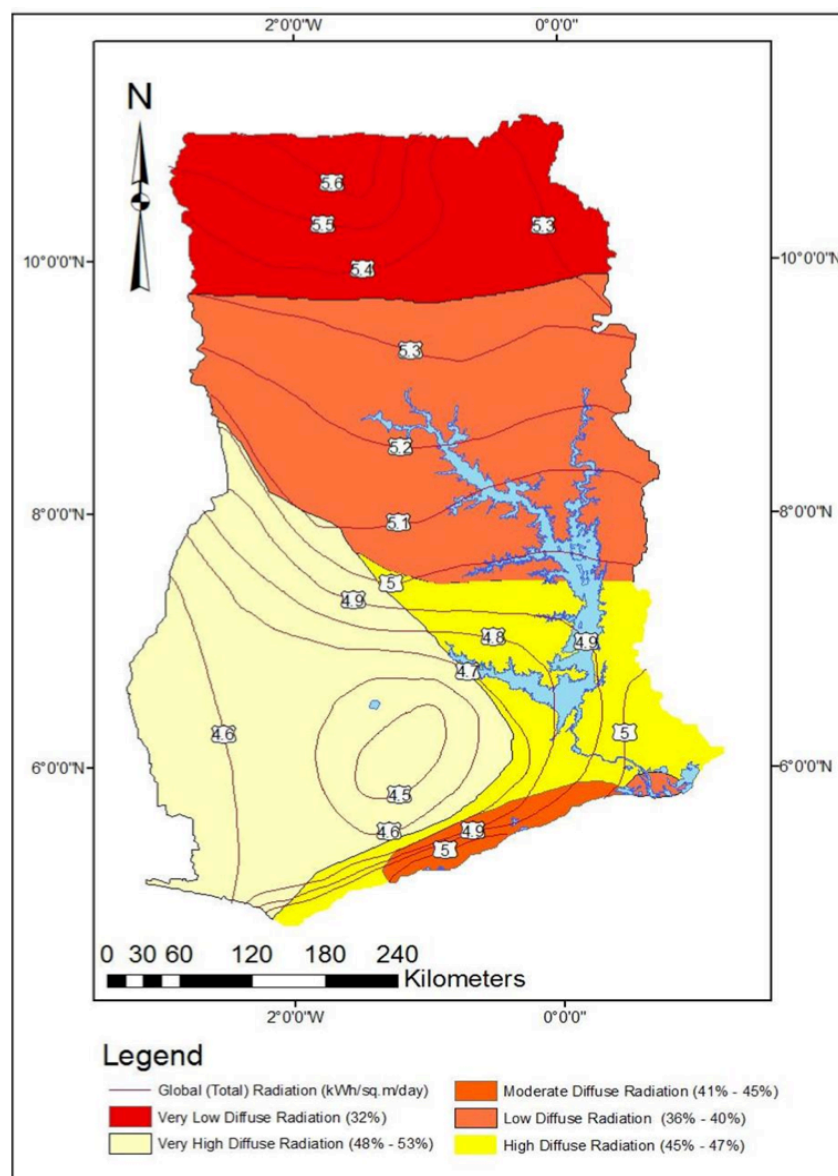 2°0'0"W 0°0'0"
N
5.6
5.5 5.3
10°0'0"N 5.4 10°0'0"N
5.3
5.2
8°0'0"N 5.1 8°0'0"N
5
4.9
4.8 4.9
4.7
4.6 5
6°0'0"N 6°0'0"N
4.5
4.6 4.9
5
0 30 60 120 180 240
Kilometers
2°0'0"W 0°0'0"
Legend
Global (Total) Radiation (kWh/sq.m/day) Moderate Diffuse Radiation (41% - 45%)
Very Low Diffuse Radiation (32%) Low Diffuse Radiation (36% - 40%)
Very High Diffuse Radiation (48% - 53%) High Diffuse Radiation (45% - 47%)